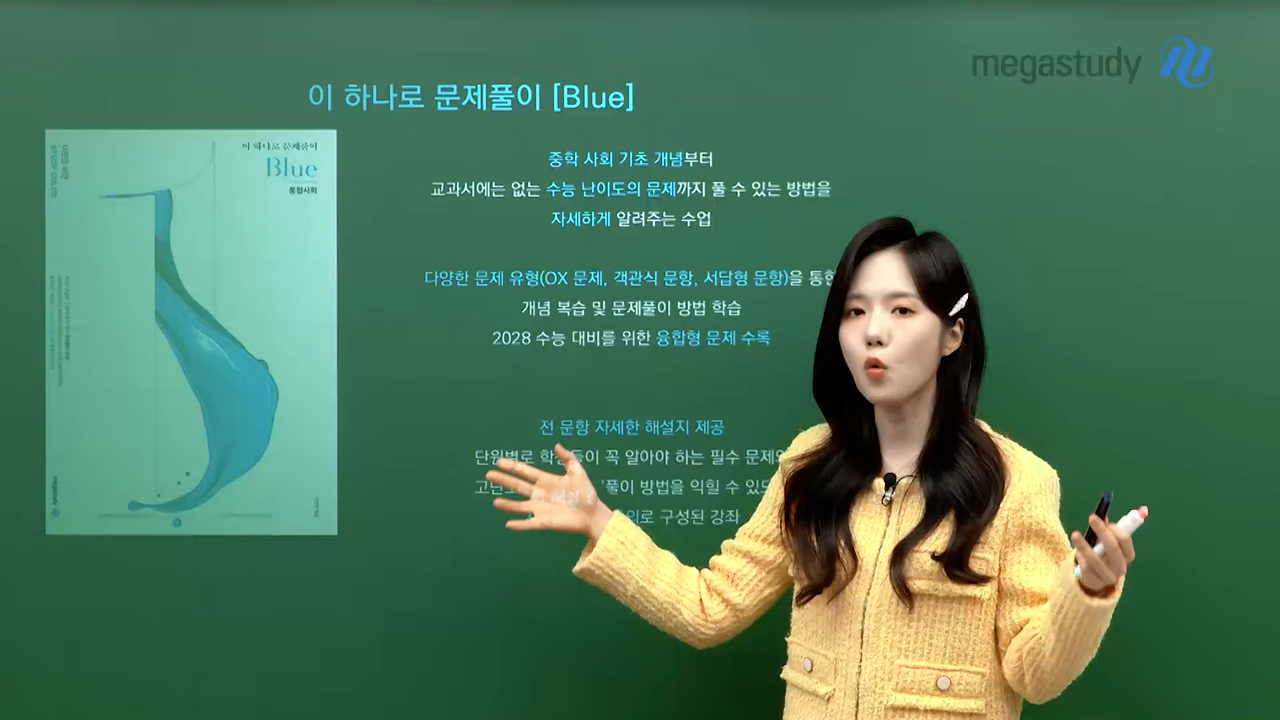 megastudy
이 하나로 문제풀이 [Blue]
이 하나로 문제풀이
Blue
통합사회
중학 사회 기초 개념부터
교과서에는 없는 수능 난이도의 문제까지 풀 수 있는 방법을
자세하게 알려주는 수업
다양한 문제 유형(OX 문제, 객관식 문항, 서답형 문항)을 통한
개념 복습 및 문제풀이 방법 학습
2028 수능 대비를 위한 융합형 문제 수록
전 문항 자세한 해설지 제공
단원별로 학생들이 꼭 알아야 하는 필수 문제와
풀이 방법을 익힐 수 있도
로 구성된 강좌
megastudy